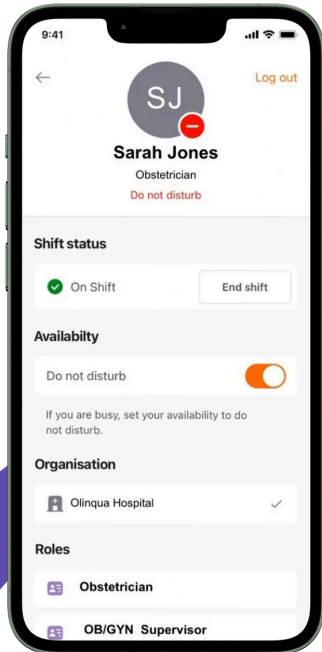 9:41
Log out
SJ
Sarah Jones
Obstetrician
Do not disturb
Shift status
On Shift
End shift
Availabilty
Do not disturb
If you are busy, set your availability to do
not disturb.
Organisation
Olinqua Hospital
Roles
Obstetrician
OB/GYN Supervisor